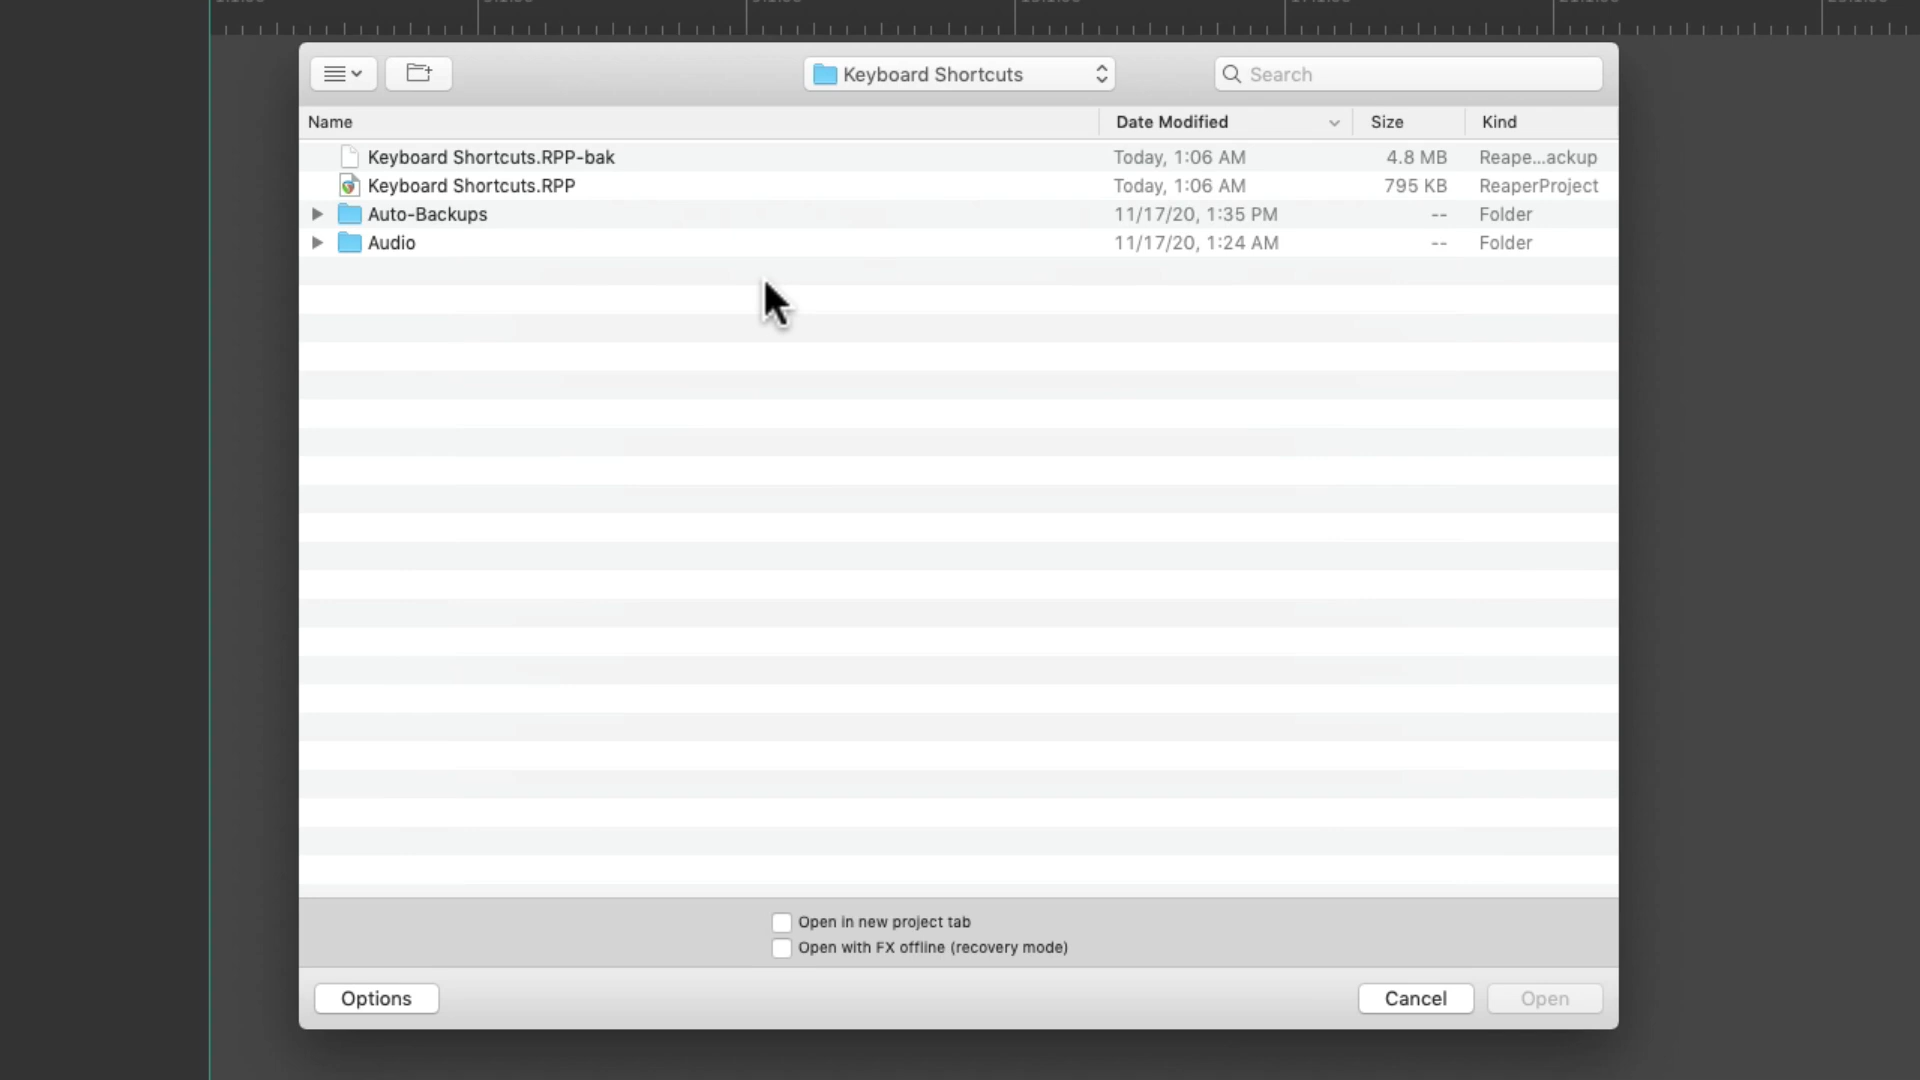 Keyboard Shortcuts
Search
Name
Date Modified
Size
Kind
Keyboard Shortcuts.RPP-bak
Today, 1:06 AM
4.8 MB
Reape...ackup
Keyboard Shortcuts.RPP
Today, 1:06 AM
795 KB
ReaperProject
Auto-Backups
11/17/20, 1:35 PM
--
Folder
Audio
11/17/20, 1:24 AM
--
Folder
Open in new project tab
Open with FX offline (recovery mode)
Options
Cancel
Open